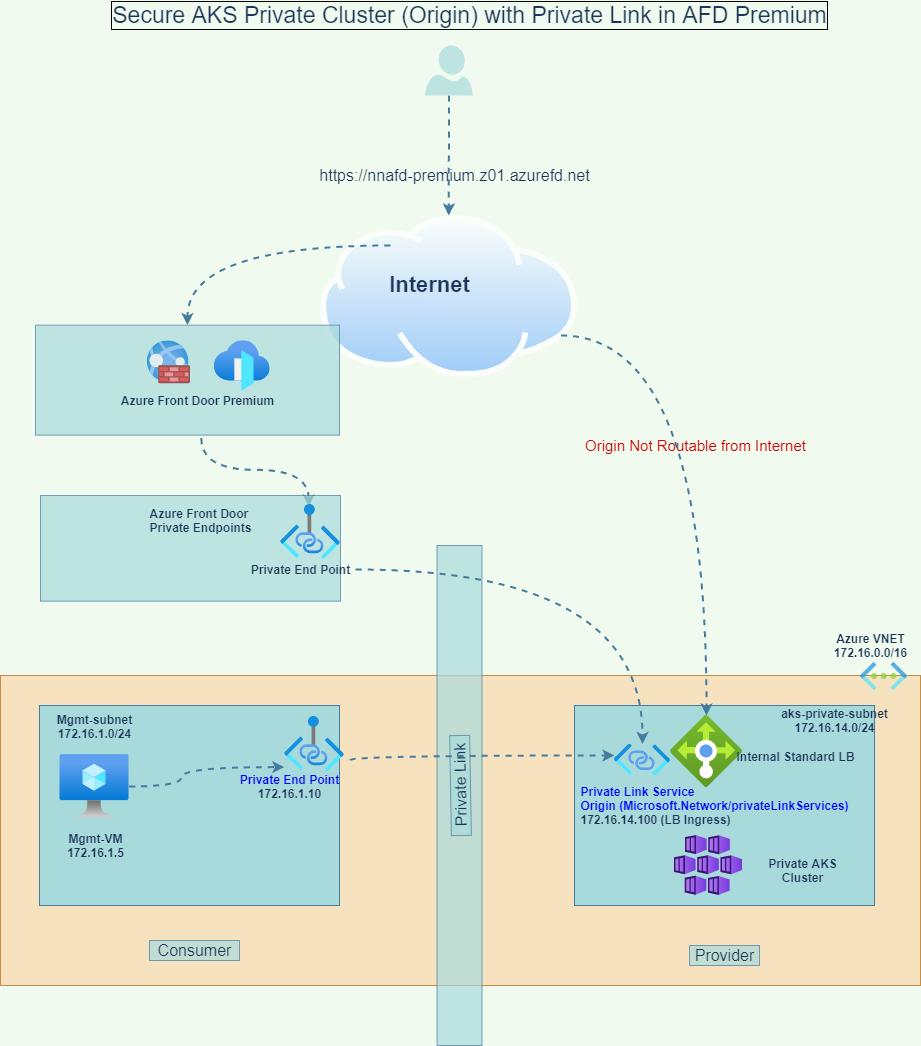 Secure AKS Private Cluster (Origin) with Private Link in AFD Premium
https://nnafd-premium.z01.azurefd.net
Internet
Azure Front Door Premium
Origin Not Routable from Internet
Azure Front Door
Private Endpoints
Private End Point
Azure VNET
172.16.0.0/16
Mgmt-subnet
172.16.1.0/24
Private End Point
172.16.1.10
Mgmt-VM
172.16.1.5
Private Link
aks-private-subnet
172.16.14.0/24
Internal Standard LB
Private Link Service
Origin (Microsoft.Network/privateLinkServices)
172.16.14.100 (LB Ingress)
Private AKS
Cluster
Consumer
Provider